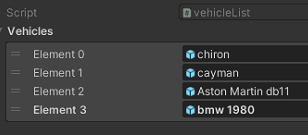 Script vehicleList
Vehicles
Element 0 chiron
Element 1 cayman
Element 2 Aston Martin db11
Element 3 bmw 1980